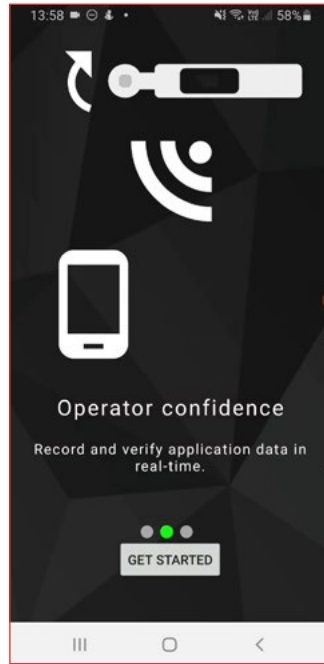 13:58
58%
Operator confidence
Record and verify application data in
real-time.
GET STARTED